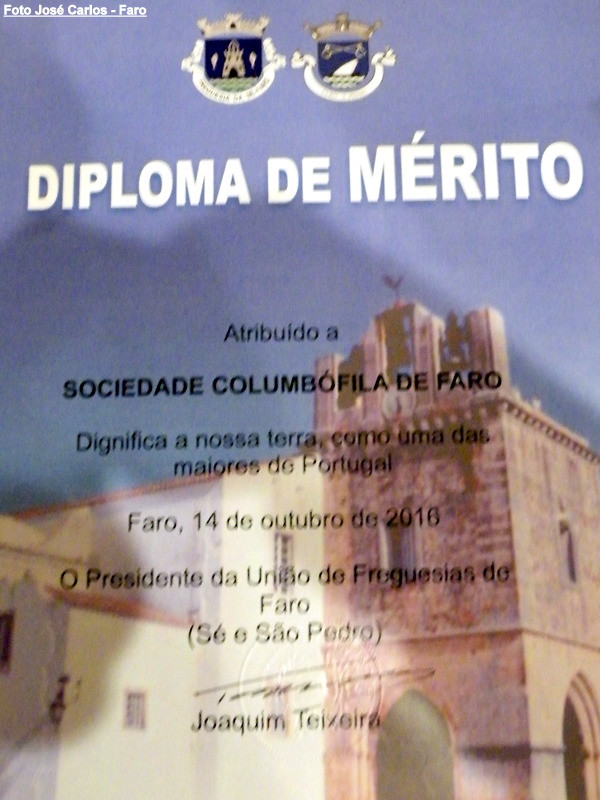 Foto José Carlos - Faro
DIPLOMA DE MÉRITO
Atribuído a
SOCIEDADE COLUMBÓFILA DE FARO
Dignifica a nossa terra, como uma das
maiores de Portugal
Faro, 14 de outubro de 2016
O Presidente da União de Freguesias de
Faro
(Sé e São Pedro)
Joaquim Teixeira